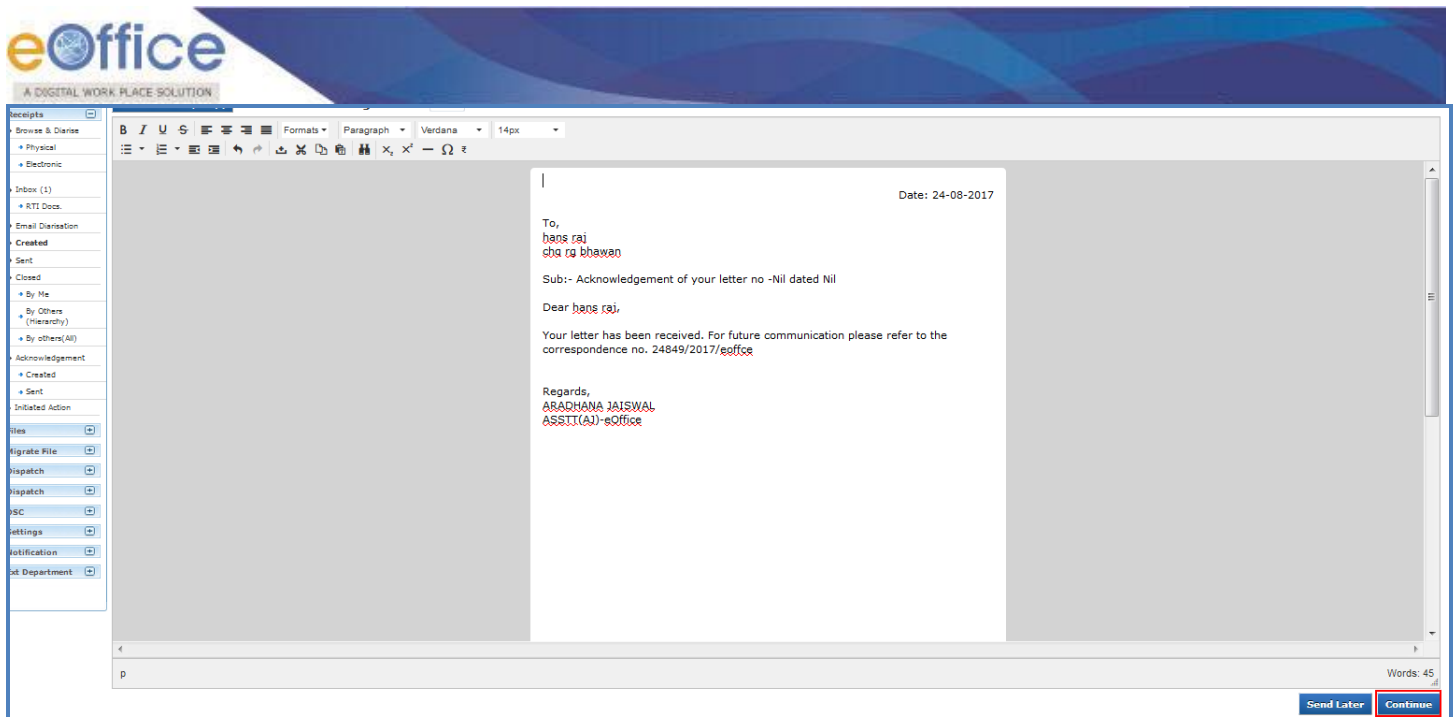 eOffice
A DIGITAL WORK PLACE SOLUTION
Receipts
Browse & Diarise
Physical
Electronic
Inbox (1)
RTI Docs.
Email Diarisation
Created
Sent
Closed
By Me
By Others
(Hierarchy)
By others(All)
Acknowledgement
Created
Sent
Initiated Action
Files
Migrate File
Dispatch
Dispatch
DSC
Settings
Notification
Ext Department
B I U S Formats Paragraph Verdana 14px
x₂ x² — Ω ₹
Date: 24-08-2017
To,
hans raj
chq rg bhawan
Sub:- Acknowledgement of your letter no -Nil dated Nil
Dear hans raj,
Your letter has been received. For future communication please refer to the
correspondence no. 24849/2017/eoffce
Regards,
ARADHANA JAISWAL
ASSTT(AJ)-eOffice
p
Words: 45
Send Later Continue